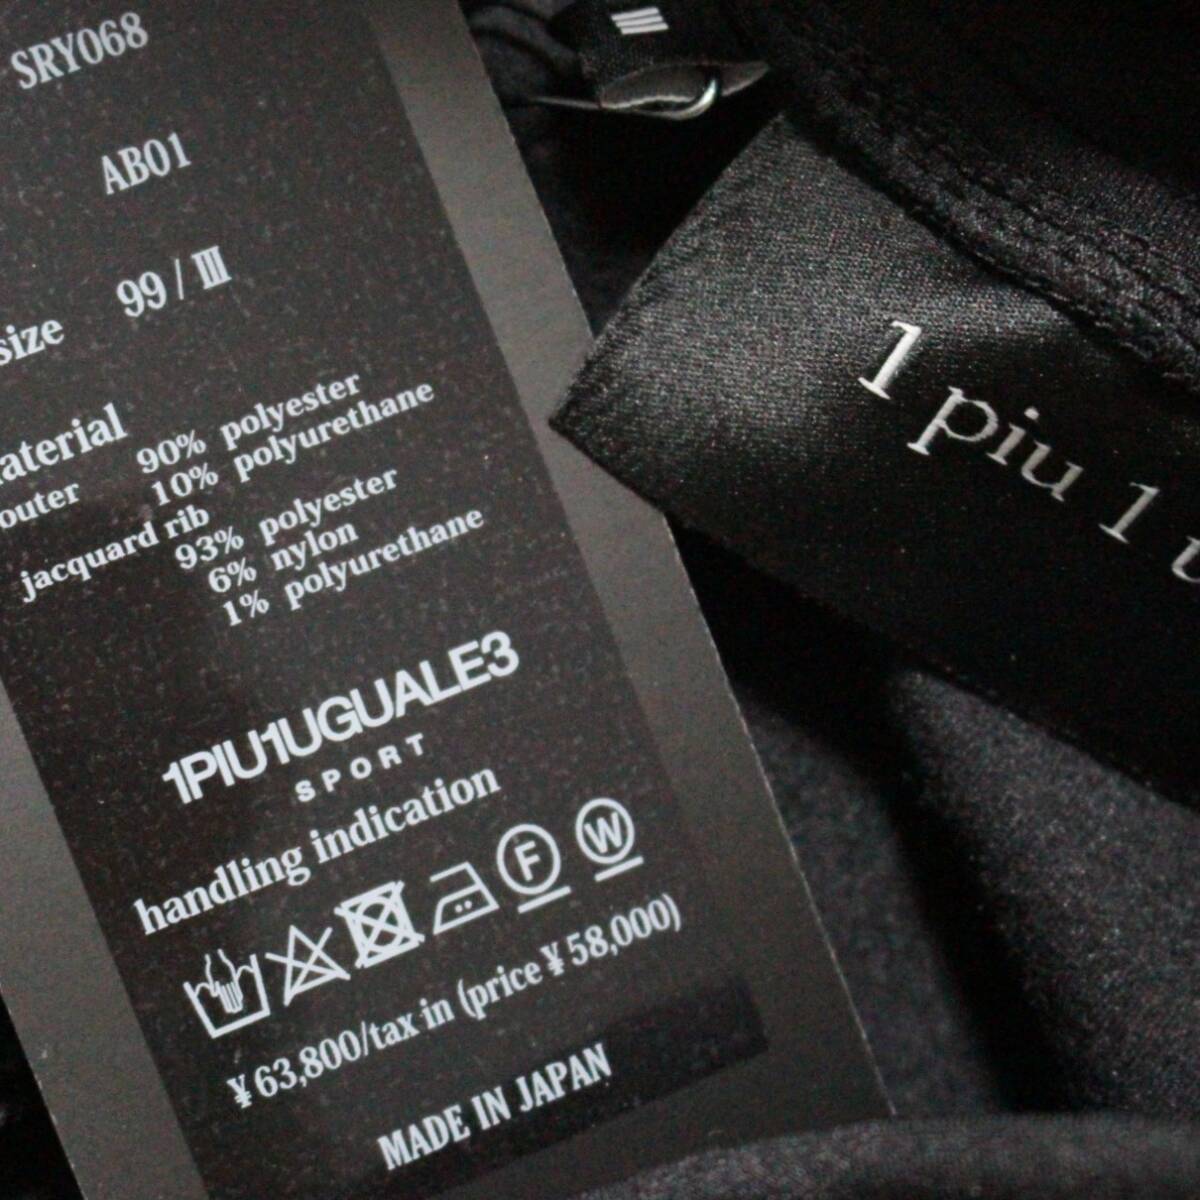 SRY068
AB01
size 99 / III
outer 90% polyester
10% polyurethane
jacquard rib
93% polyester
6% nylon
1% polyurethane
1PIU1UGUALE3
SPORT
handling indication
F W
¥63,800/tax in (price ¥58,000)
MADE IN JAPAN
1 piu 1